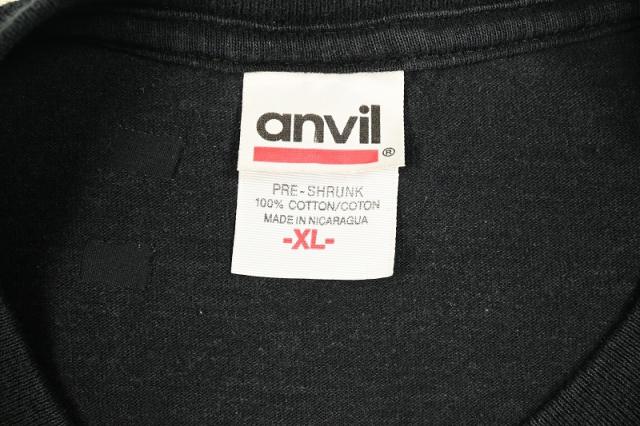 anvil®
PRE-SHRUNK
100% COTTON/COTON
MADE IN NICARAGUA
-XL-